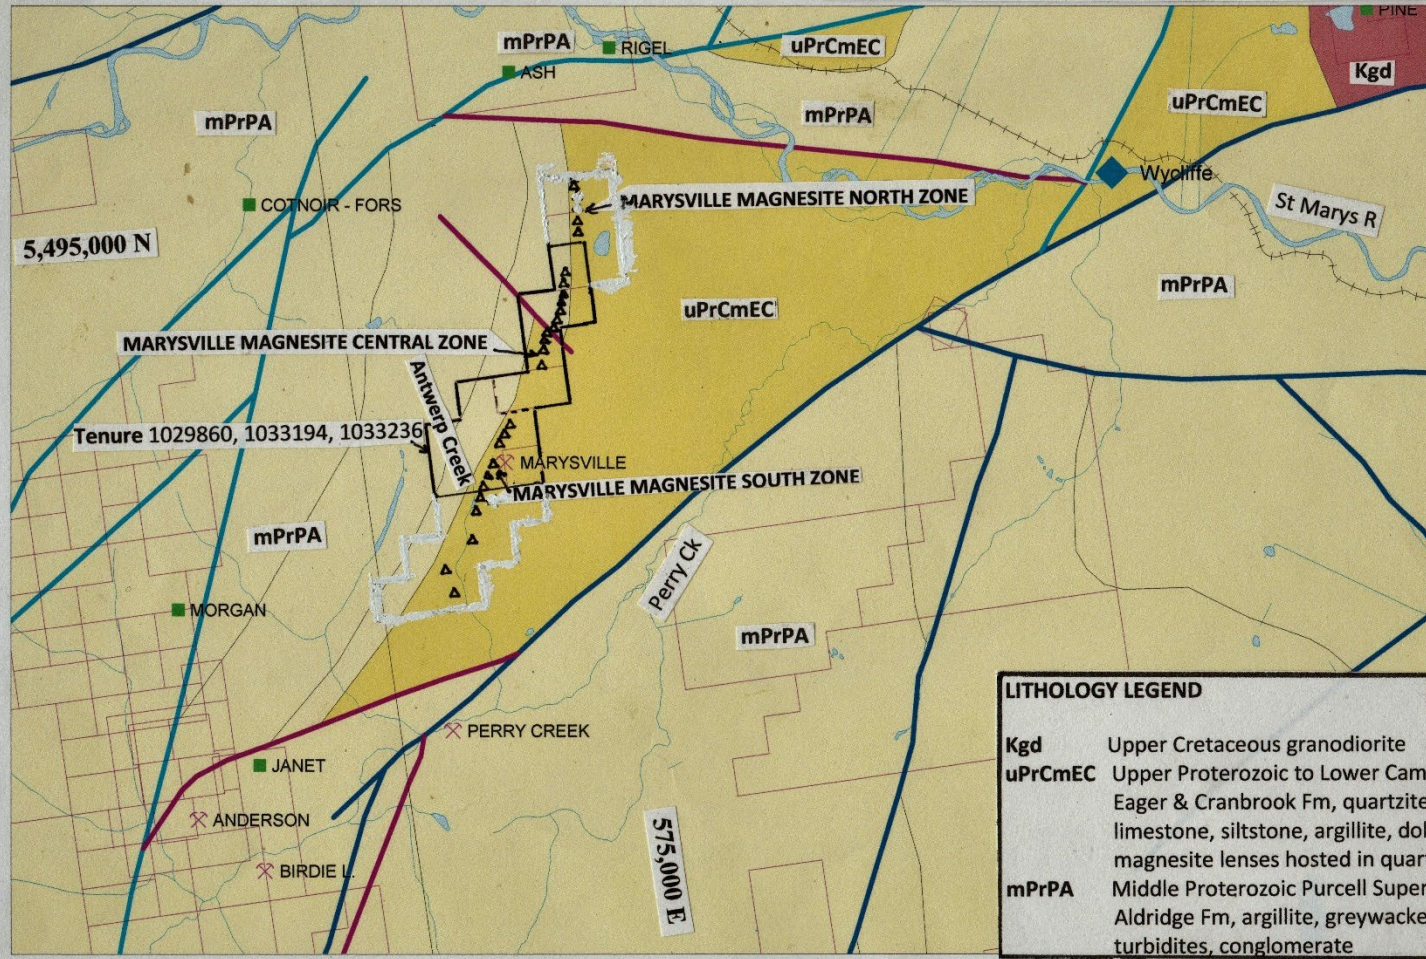 PINE
mPrPA
RIGEL
uPrCmEC
ASH
Kgd
uPrCmEC
mPrPA
mPrPA
Wycliffe
MARYSVILLE MAGNESITE NORTH ZONE
COTNOIR - FORS
St Marys R
5,495,000 N
mPrPA
uPrCmEC
MARYSVILLE MAGNESITE CENTRAL ZONE
Antwerp Creek
Tenure 1029860, 1033194, 1033236
MARYSVILLE
MARYSVILLE MAGNESITE SOUTH ZONE
mPrPA
Perry Ck
MORGAN
mPrPA
PERRY CREEK
JANET
ANDERSON
BIRDIE L.
575,000 E
LITHOLOGY LEGEND
Kgd Upper Cretaceous granodiorite
uPrCmEC Upper Proterozoic to Lower Cam
Eager & Cranbrook Fm, quartzite
limestone, siltstone, argillite, dol
magnesite lenses hosted in quar
mPrPA Middle Proterozoic Purcell Super
Aldridge Fm, argillite, greywacke
turbidites, conglomerate